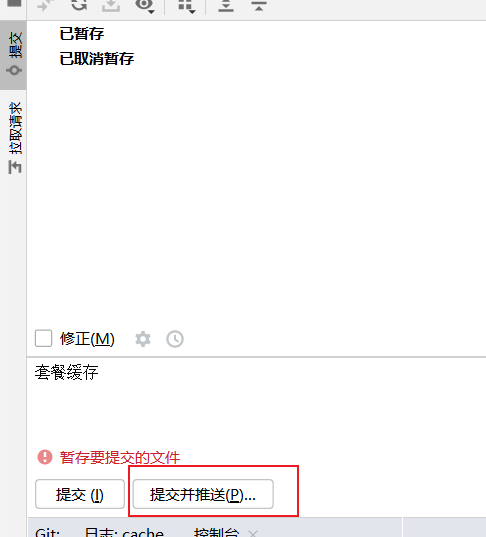 已暂存
已取消暂存
提交
拉取请求
修正(M)
套餐缓存
暂存要提交的文件
提交 (I)
提交并推送(P)...
Git:
日志: cache
控制台